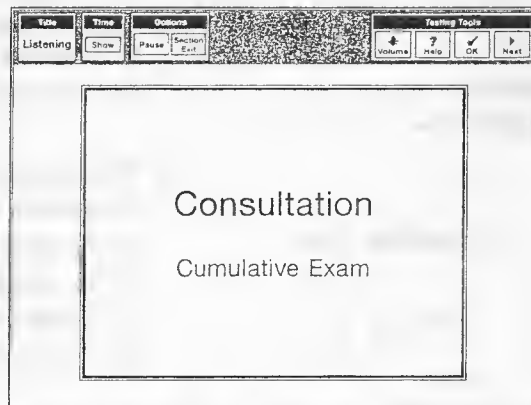 Title Time Options Testing Tools
Listening Show Pause Section Exit Volume Help OK Next
Consultation
Cumulative Exam